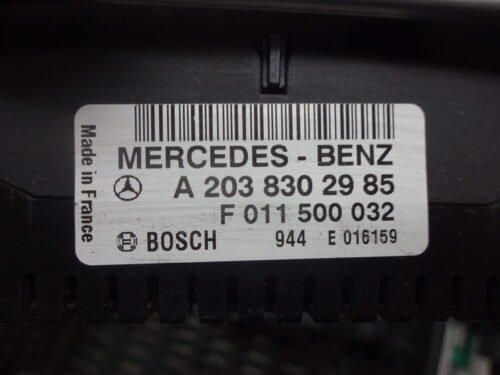 Made in France
MERCEDES - BENZ
A 203 830 29 85
F 011 500 032
BOSCH 944 E 016159